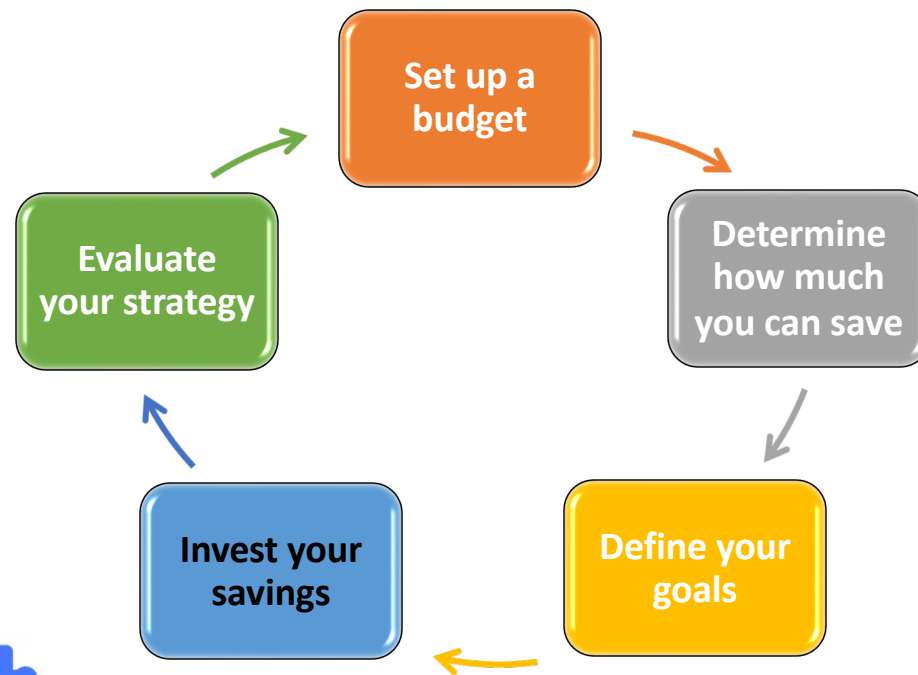 Set up a
budget
Determine
how much
you can save
Define your
goals
Invest your
savings
Evaluate
your strategy